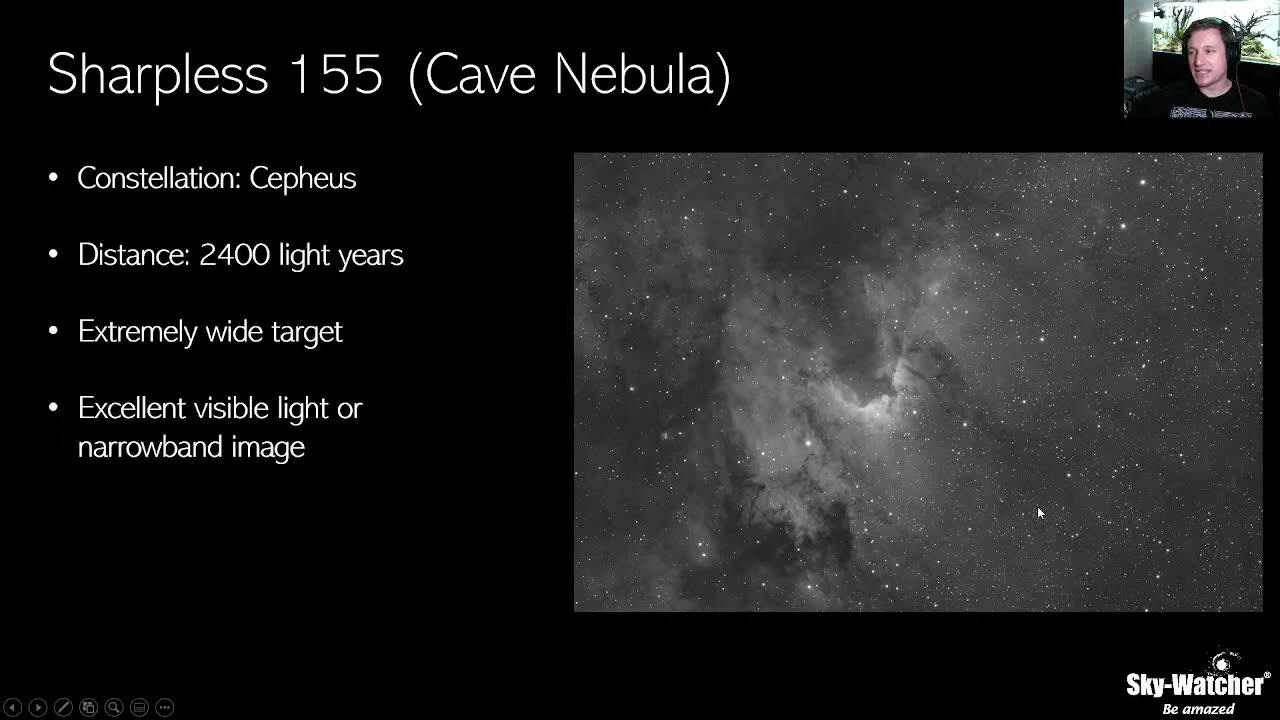 Sharpless 155 (Cave Nebula)
• Constellation: Cepheus
• Distance: 2400 light years
• Extremely wide target
• Excellent visible light or
narrowband image
Sky-Watcher®
Be amazed